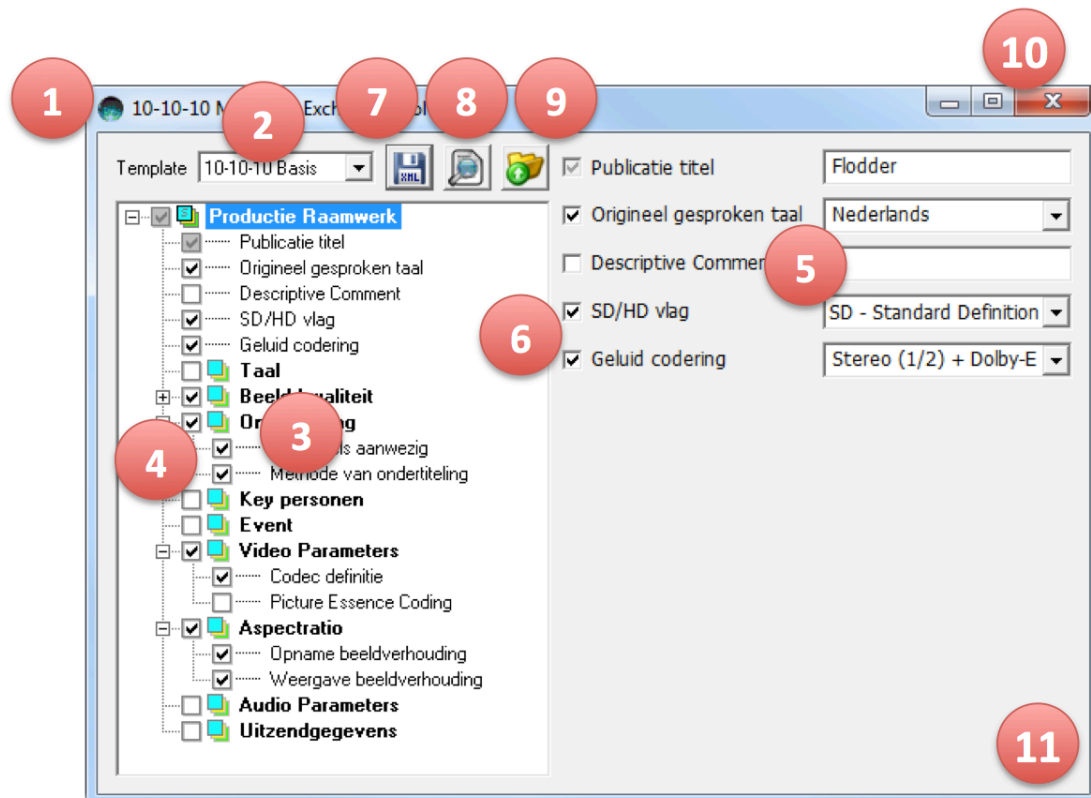 10
1
7
8
9
10-10-10 M
Exch
ol
2
Template
10-10-10 Basis
XML
Publicatie titel
Flodder
Productie Raamwerk
Origineel gesproken taal
Nederlands
Publicatie titel
Origineel gesproken taal
Descriptive Comme
5
Descriptive Comment
SD/HD vlag
6
SD/HD vlag
SD - Standard Definition
Geluid codering
Geluid codering
Stereo (1/2) + Dolby-E
Taal
Beeld kwaliteit
3
4
aanwezig
Methode van ondertiteling
Key personen
Event
Video Parameters
Codec definitie
Picture Essence Coding
Aspectratio
Opname beeldverhouding
Weergave beeldverhouding
Audio Parameters
Uitzendgegevens
11